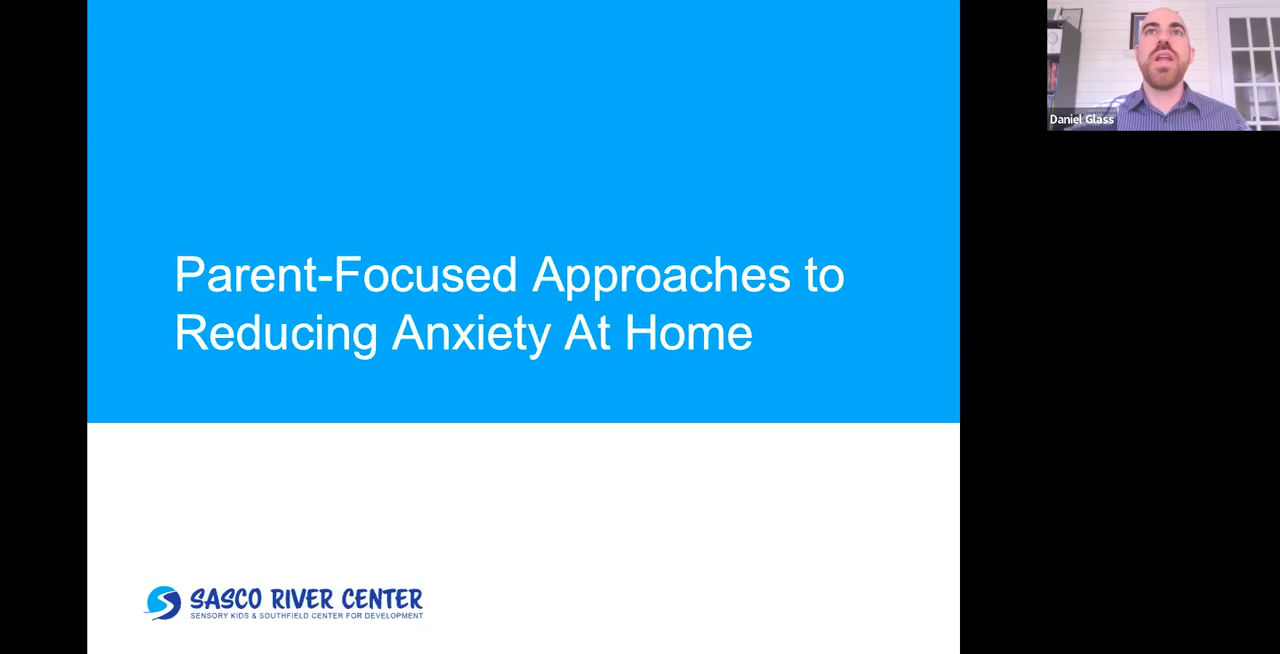 Parent-Focused Approaches to
Reducing Anxiety At Home
SASCO RIVER CENTER
SENSORY KIDS & SOUTHFIELD CENTER FOR DEVELOPMENT
Daniel Glass